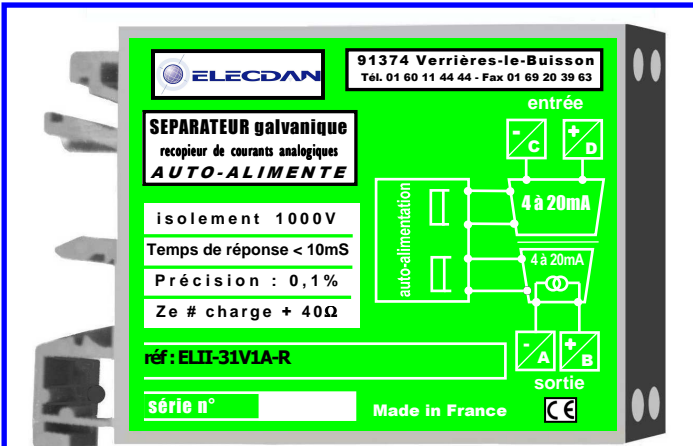 ELECDAN
91374 Verrières-le-Buisson
Tél. 01 60 11 44 44 - Fax 01 69 20 39 63
SEPARATEUR galvanique
recopieur de courants analogiques
AUTO-ALIMENTE
isolement 1000V
Temps de réponse < 10mS
Précision : 0,1%
Ze # charge + 40Ω
réf : ELII-31V1A-R
série n°
Made in France
CE
entrée
- C
+ D
4 à 20mA
auto-alimentation
4 à 20mA
- A
+ B
sortie